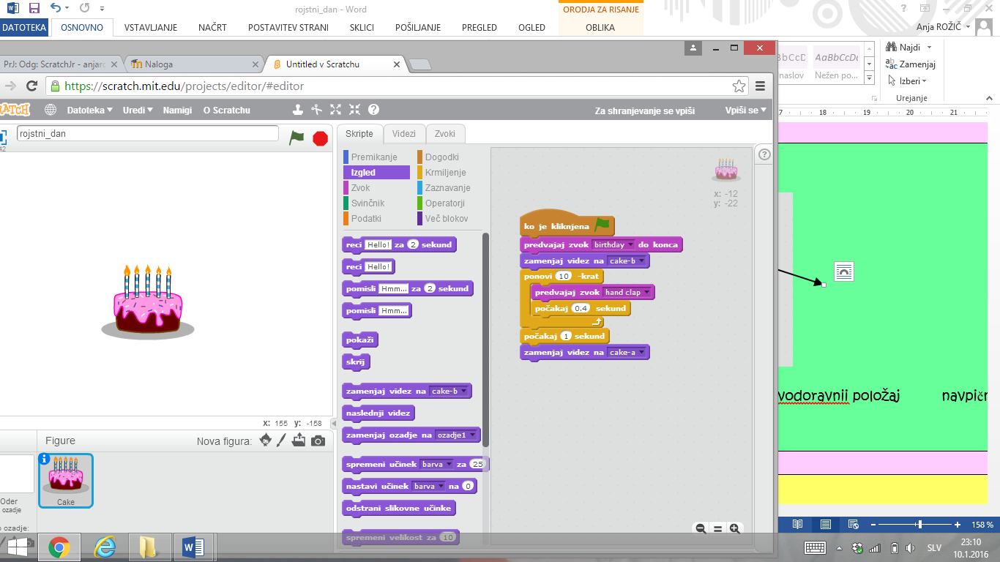 rojstni_dan - Word
ORODJA ZA RISANJE
DATOTEKA OSNOVNO VSTAVLJANJE NAČRT POSTAVITEV STRANI SKLICI POŠILJANJE PREGLED OGLED OBLIKA
Anja ROŽIČ
AaBbCcDc
naslov Nežen po...
Najdi
Zamenjaj
Izberi
Urejanje
PrJ: Odg: ScratchJr - anjaro
Naloga
Untitled v Scratchu
https://scratch.mit.edu/projects/editor/#editor
Datoteka Uredi Namigi O Scratchu
Za shranjevanje se vpiši
Vpiši se
17 18 19 20 21
rojstni_dan
Skripte Videzi Zvoki
Premikanje Dogodki
Izgled Krmiljenje
Zvok Zaznavanje
Svinčnik Operatorji
Podatki Več blokov
x: -12
y: -22
reci Hello! za 2 sekund
reci Hello!
pomisli Hmm... za 2 sekund
pomisli Hmm...
pokaži
skrij
zamenjaj videz na cake-b
naslednji videz
zamenjaj ozadje na ozadje1
spremeni učinek barva za 25
nastavi učinek barva na 0
odstrani slikovne učinke
spremeni velikost za 10
ko je kliknjena
predvajaj zvok birthday do konca
zamenjaj videz na cake-b
ponovi 10 -krat
predvajaj zvok hand clap
počakaj 0.4 sekund
počakaj 1 sekund
zamenjaj videz na cake-a
vodoravnii položaj navpičn
x: 155 y: -158
Figure Nova figura:
Cake
Oder
ozadje
o ozadje:
158 %
SLV
23:10
10.1.2016